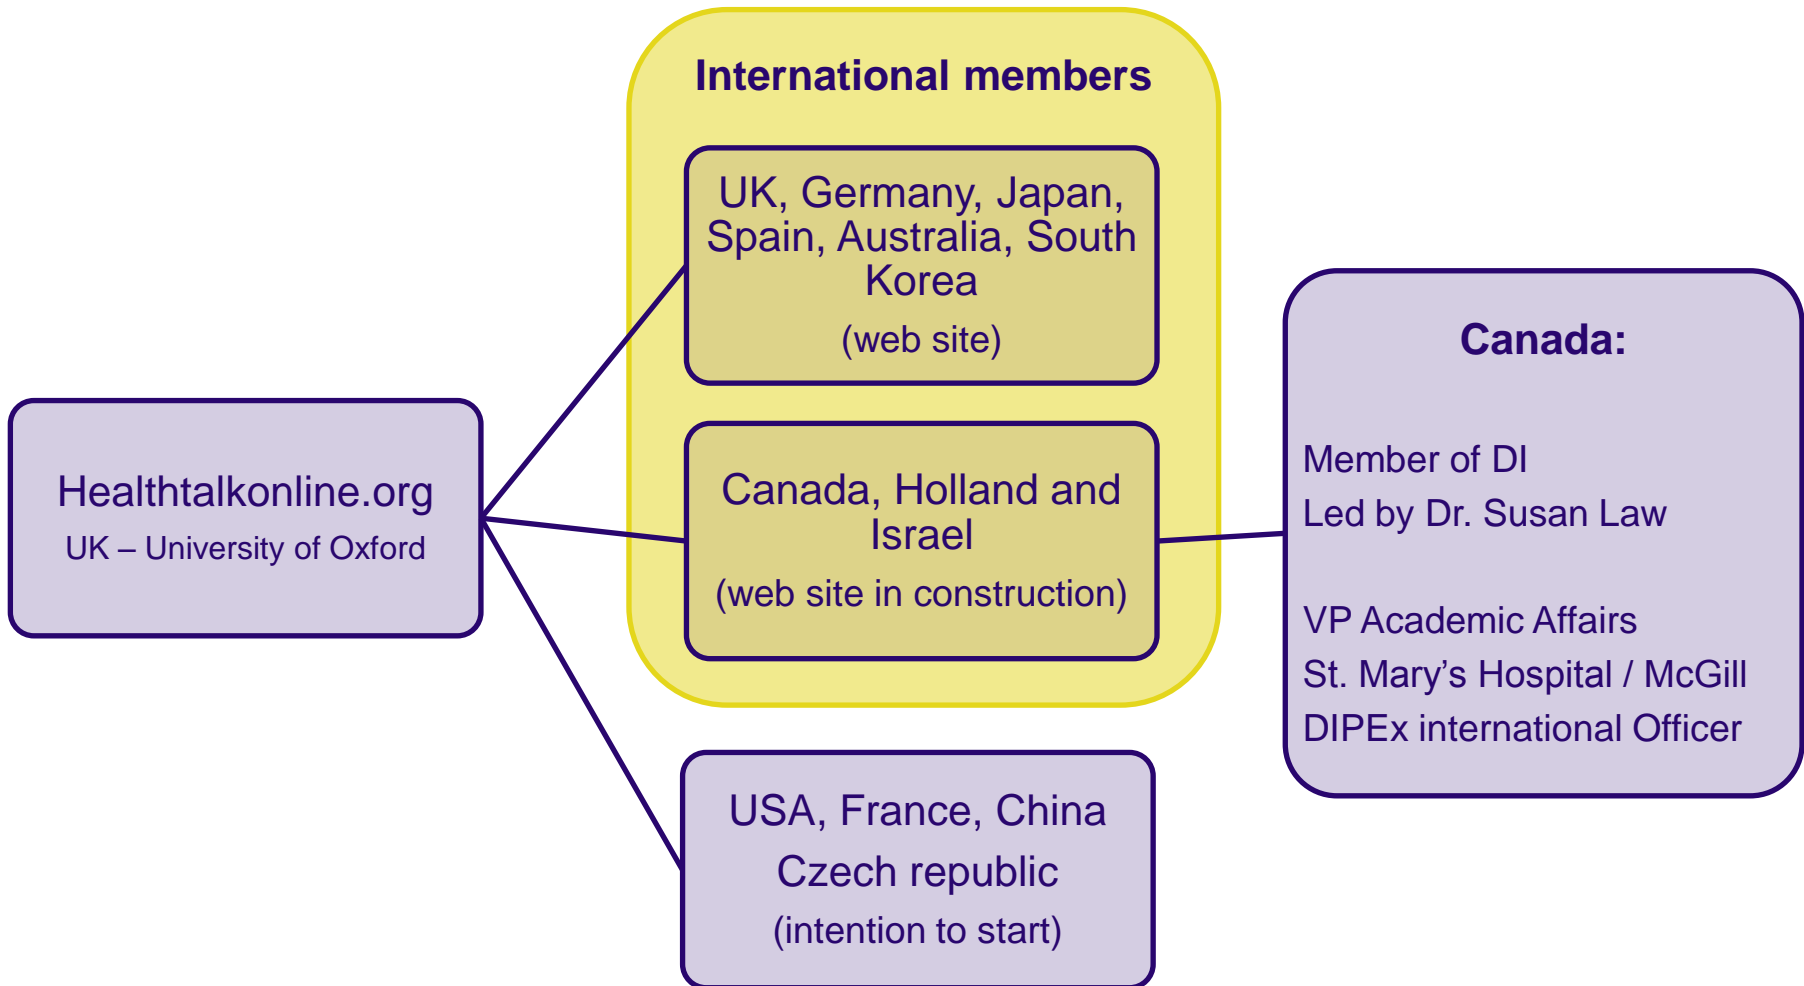 International members
UK, Germany, Japan,
Spain, Australia, South
Korea
(web site)
Healthtalkonline.org
UK – University of Oxford
Canada, Holland and
Israel
(web site in construction)
USA, France, China
Czech republic
(intention to start)
Canada:
Member of DI
Led by Dr. Susan Law
VP Academic Affairs
St. Mary’s Hospital / McGill
DIPEx international Officer